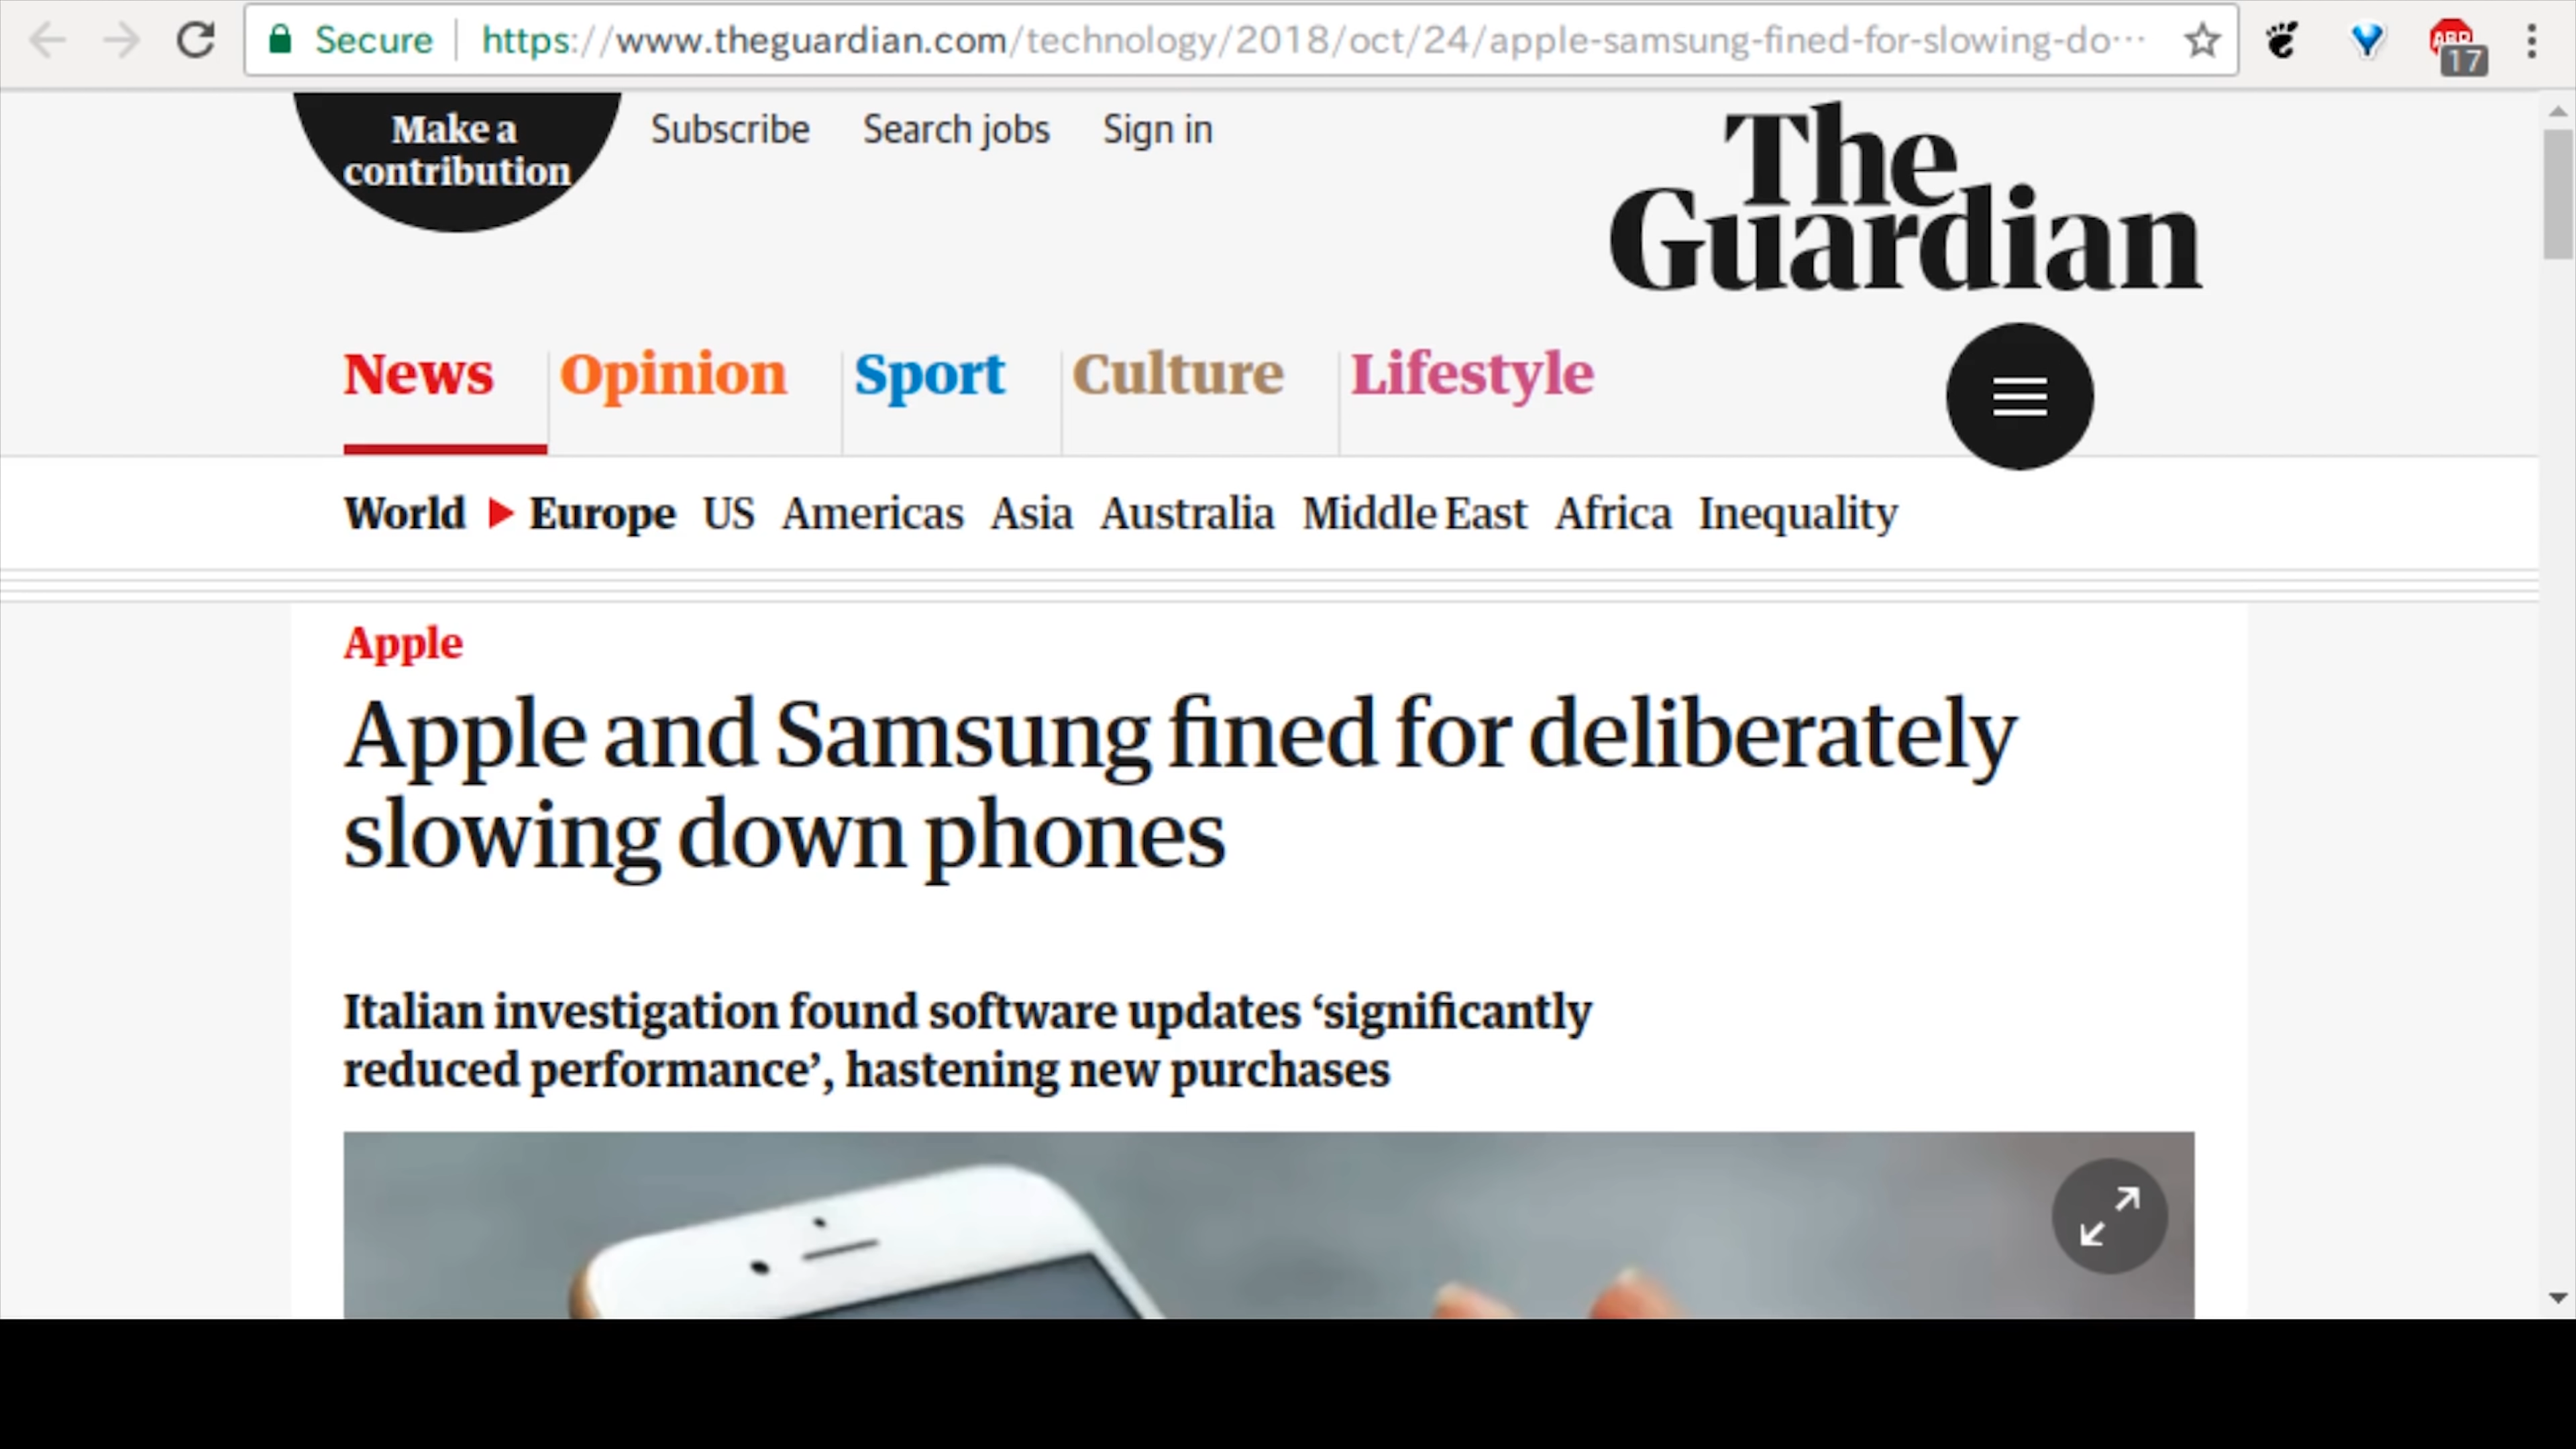 Secure https://www.theguardian.com/technology/2018/oct/24/apple-samsung-fined-for-slowing-do…
ABP
17
Make a
contribution
Subscribe Search jobs Sign in
The
Guardian
News Opinion Sport Culture Lifestyle
World Europe US Americas Asia Australia Middle East Africa Inequality
Apple
Apple and Samsung fined for deliberately
slowing down phones
Italian investigation found software updates ‘significantly
reduced performance’, hastening new purchases